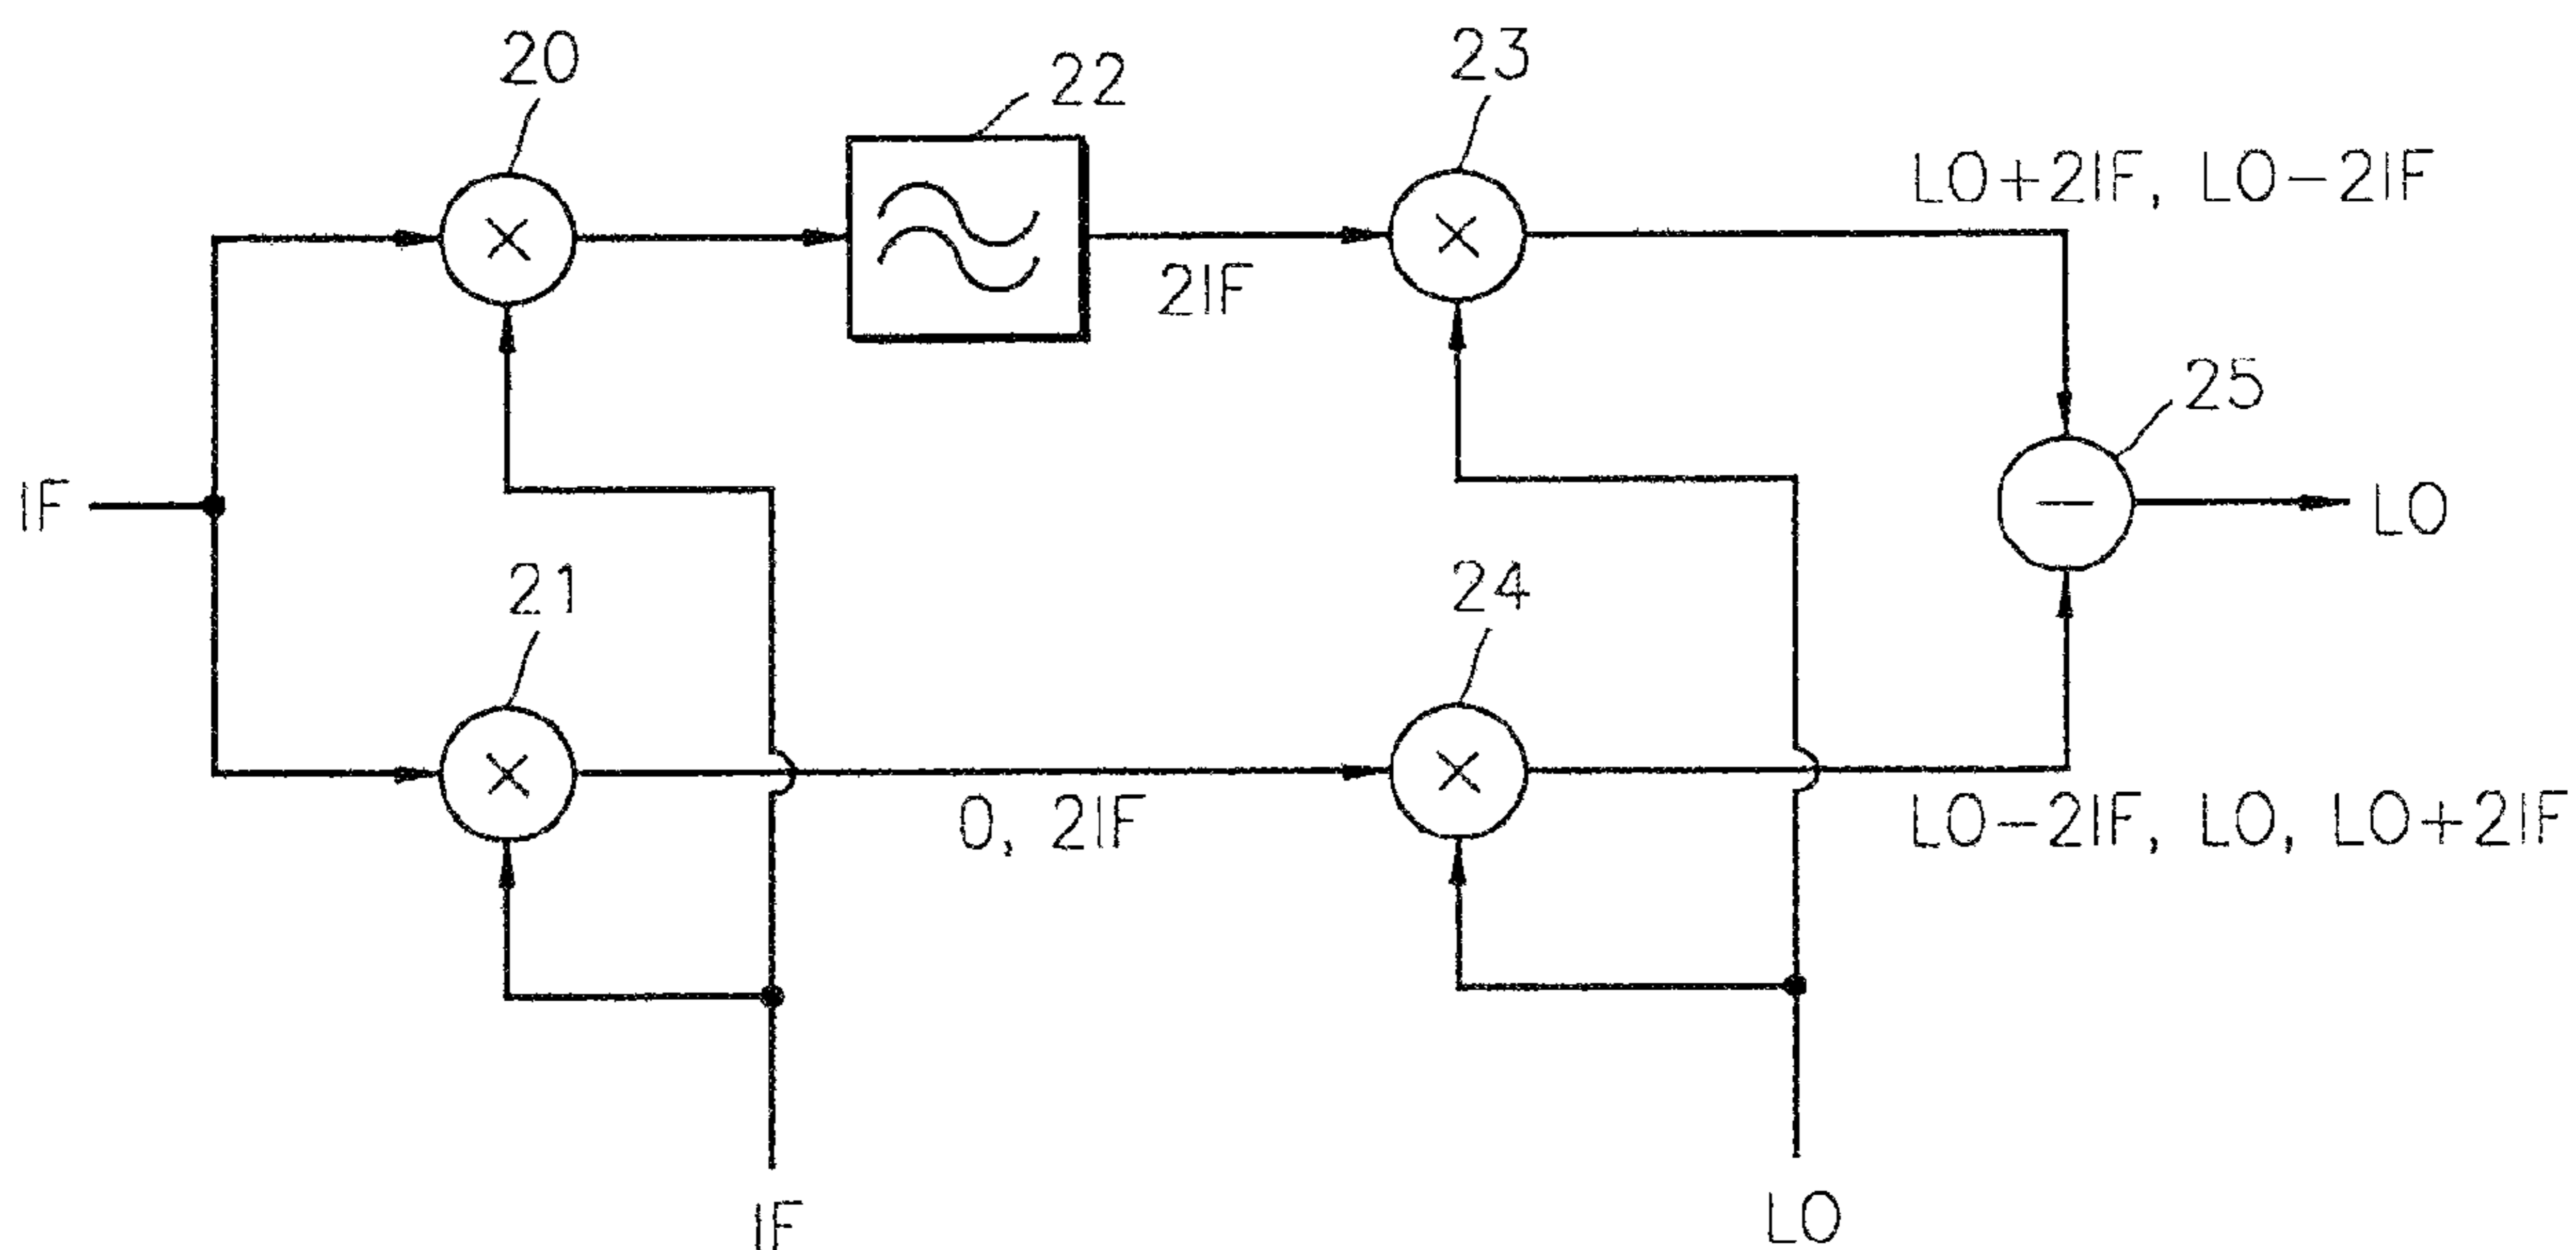 20
22
23
LO+2IF, LO-2IF
2IF
25
IF
LO
21
24
0, 2IF
LO-2IF, LO, LO+2IF
IF
LO